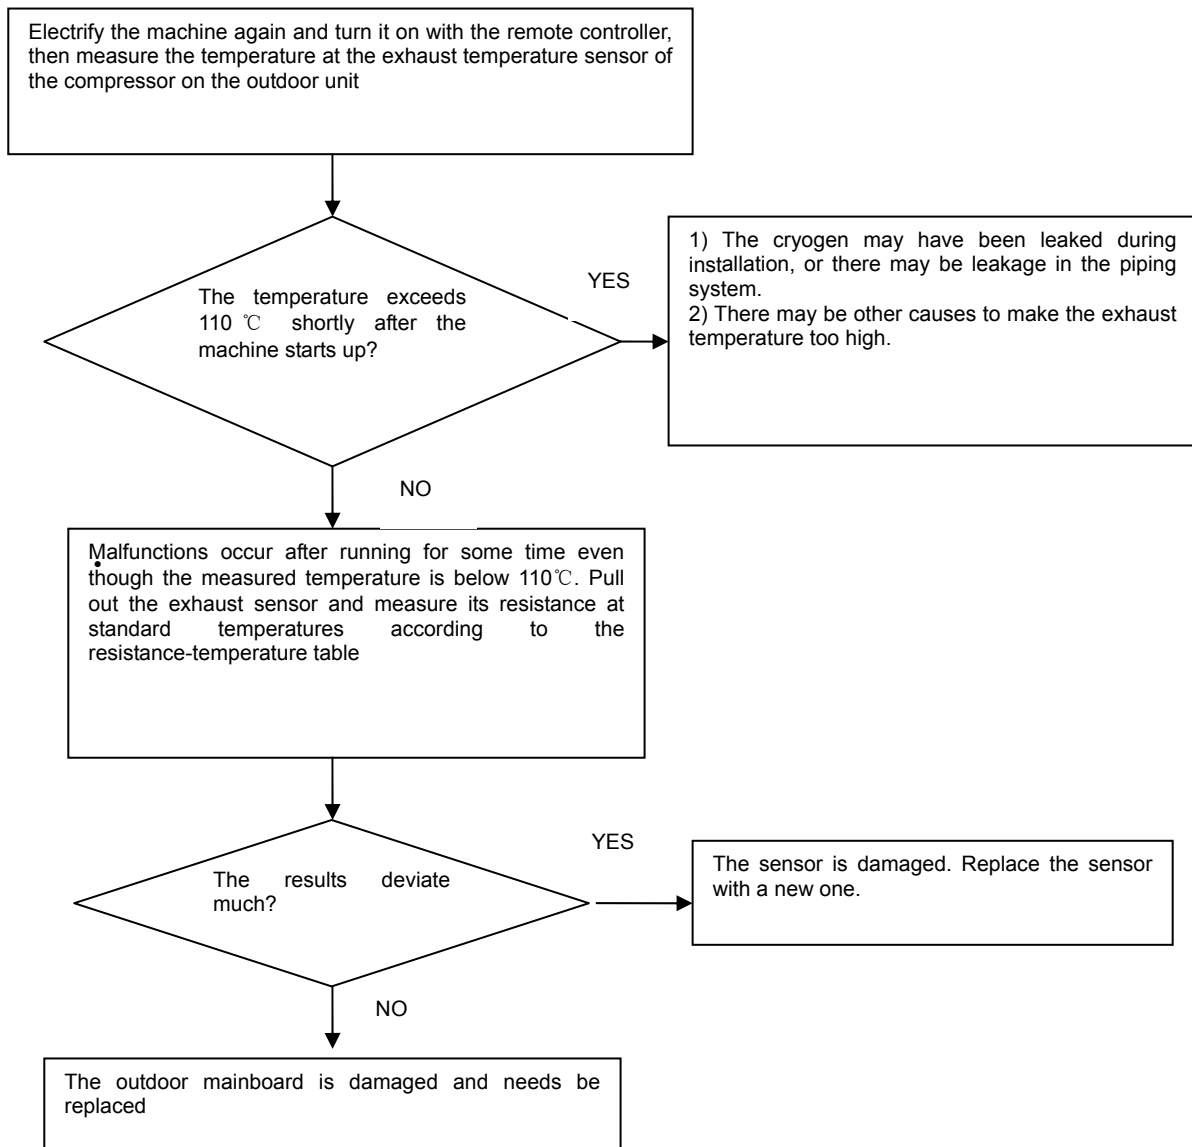 Electrify the machine again and turn it on with the remote controller,
then measure the temperature at the exhaust temperature sensor of
the compressor on the outdoor unit
The temperature exceeds
110 ℃ shortly after the
machine starts up?
YES
1) The cryogen may have been leaked during
installation, or there may be leakage in the piping
system.
2) There may be other causes to make the exhaust
temperature too high.
NO
Malfunctions occur after running for some time even
though the measured temperature is below 110℃. Pull
out the exhaust sensor and measure its resistance at
standard temperatures according to the
resistance-temperature table
The results deviate
much?
YES
The sensor is damaged. Replace the sensor
with a new one.
NO
The outdoor mainboard is damaged and needs be
replaced